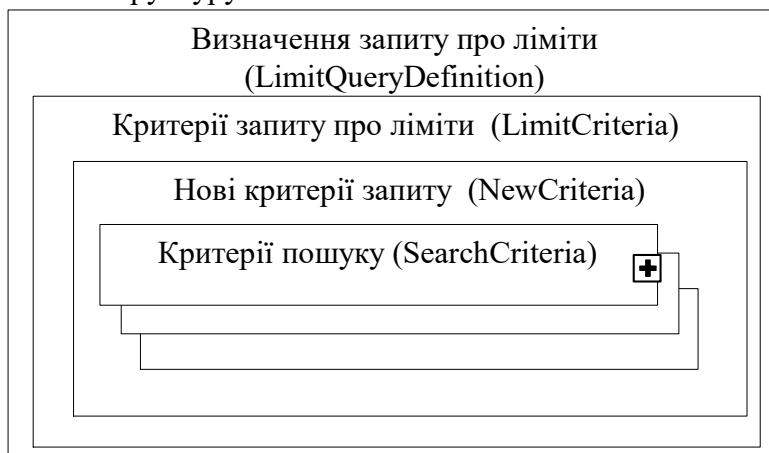 Визначення запиту про ліміти
(LimitQueryDefinition)
Критерії запиту про ліміти (LimitCriteria)
Нові критерії запиту (NewCriteria)
Критерії пошуку (SearchCriteria)